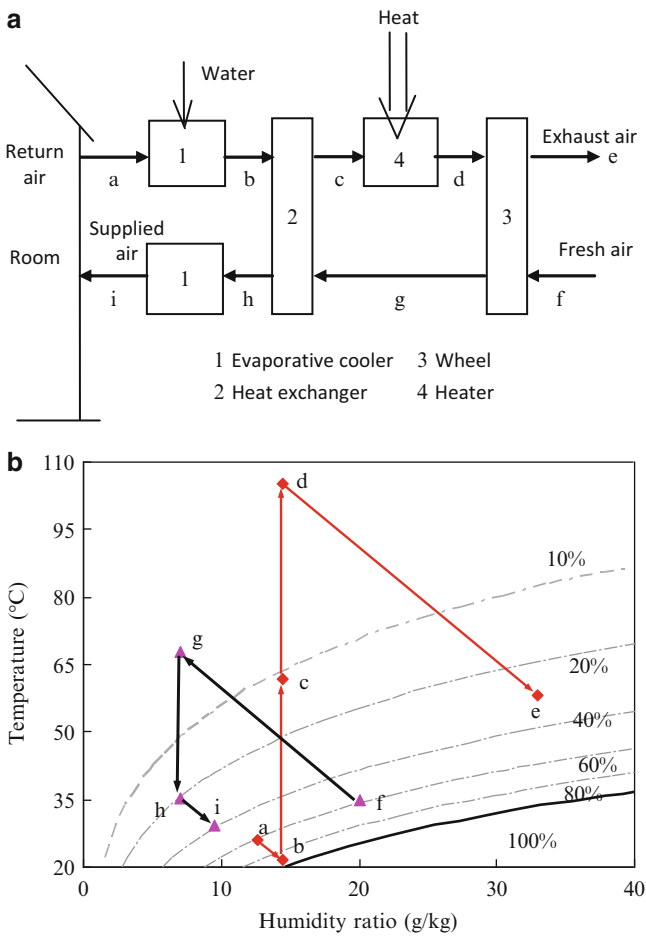 a
Heat
Water
Return air
1
4
Exhaust air
a
b
c
d
e
2
3
Room
Supplied air
1
Fresh air
i
h
g
f
1 Evaporative cooler
3 Wheel
2 Heat exchanger
4 Heater
b
110
95
80
65
50
35
20
Temperature (°C)
d
10%
g
20%
c
e
40%
60%
h
i
f
80%
a
b
100%
0
10
20
30
40
Humidity ratio (g/kg)